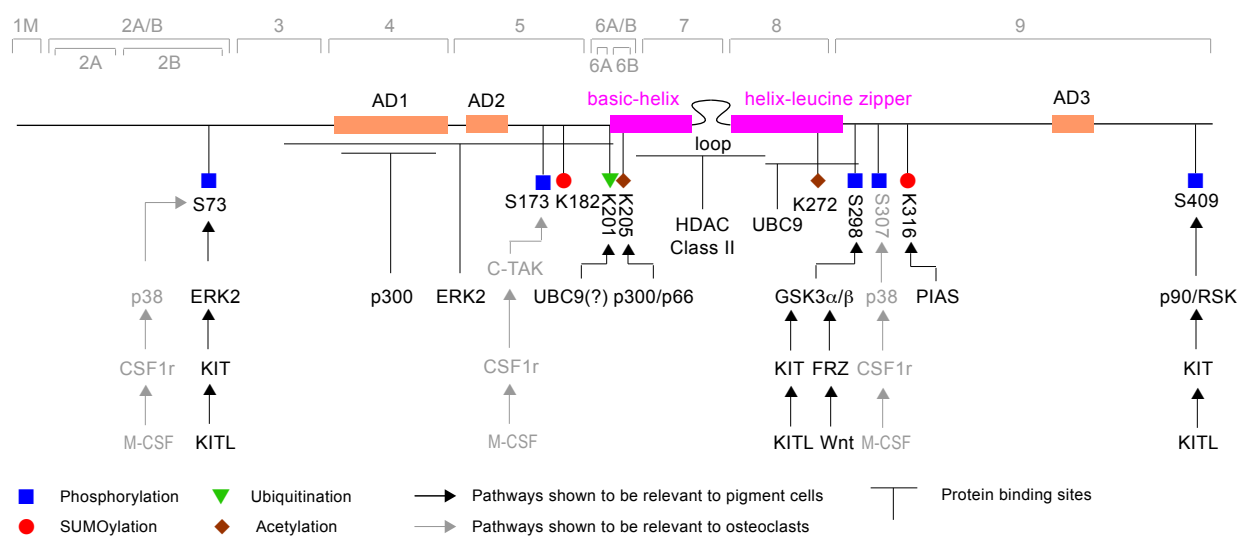 1M 2A/B 3 4 5 6A/B 7 8 9
2A 2B 6A 6B
AD1 AD2 basic-helix helix-leucine zipper AD3
loop
S73 S173 K182 K201 K205 HDAC Class II UBC9 K272 S298 S307 K316 S409
C-TAK
p38 ERK2 p300 ERK2 UBC9(?) p300/p66 GSK3α/β p38 PIAS p90/RSK
CSF1r KIT CSF1r KIT FRZ CSF1r KIT
M-CSF KITL M-CSF KITL Wnt M-CSF KITL
Phosphorylation Ubiquitination Pathways shown to be relevant to pigment cells Protein binding sites
SUMOylation Acetylation Pathways shown to be relevant to osteoclasts